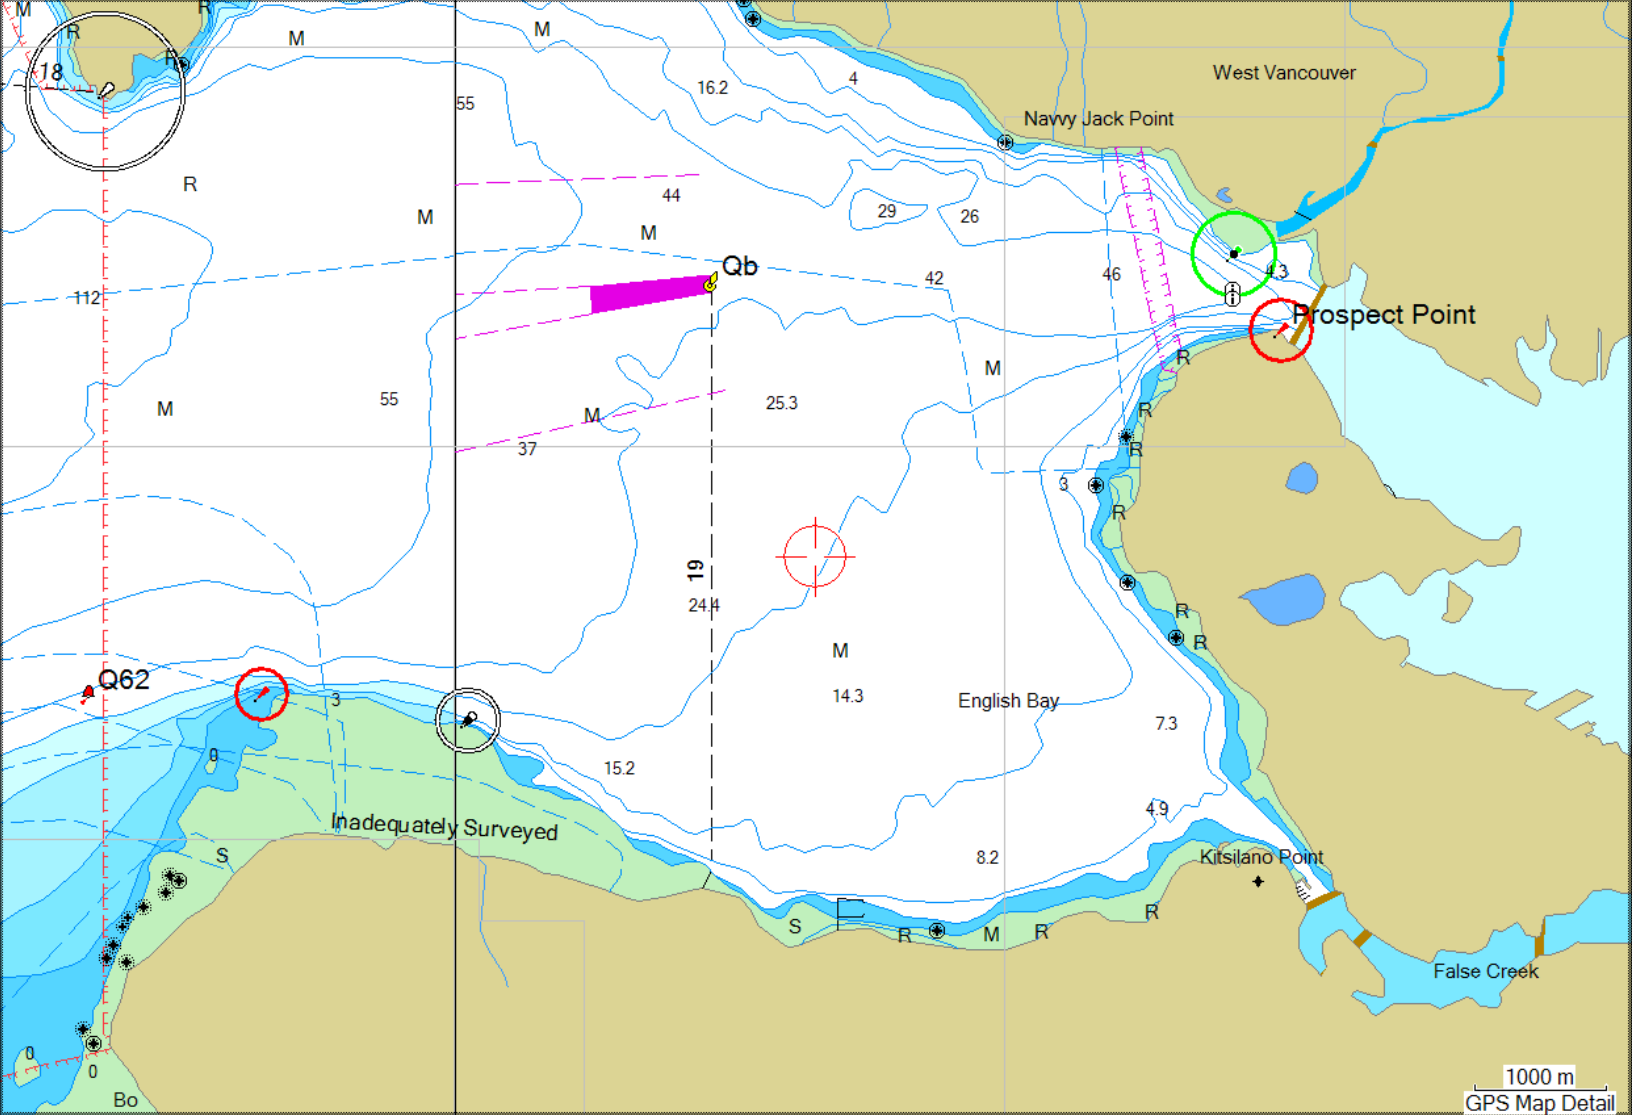 M
R
R
M
M
R
18
55
16.2
4
West Vancouver
Navvy Jack Point
R
M
44
M
29
26
Qb
42
46
4.3
112
Prospect Point
M
R
55
M
M
25.3
R
37
R
3
R
19
24.4
R
R
M
Q62
3
14.3
English Bay
7.3
0
15.2
4.9
Inadequately Surveyed
S
8.2
Kitsilano Point
S
R
M
R
R
False Creek
0
0
Bo
1000 m
GPS Map Detail